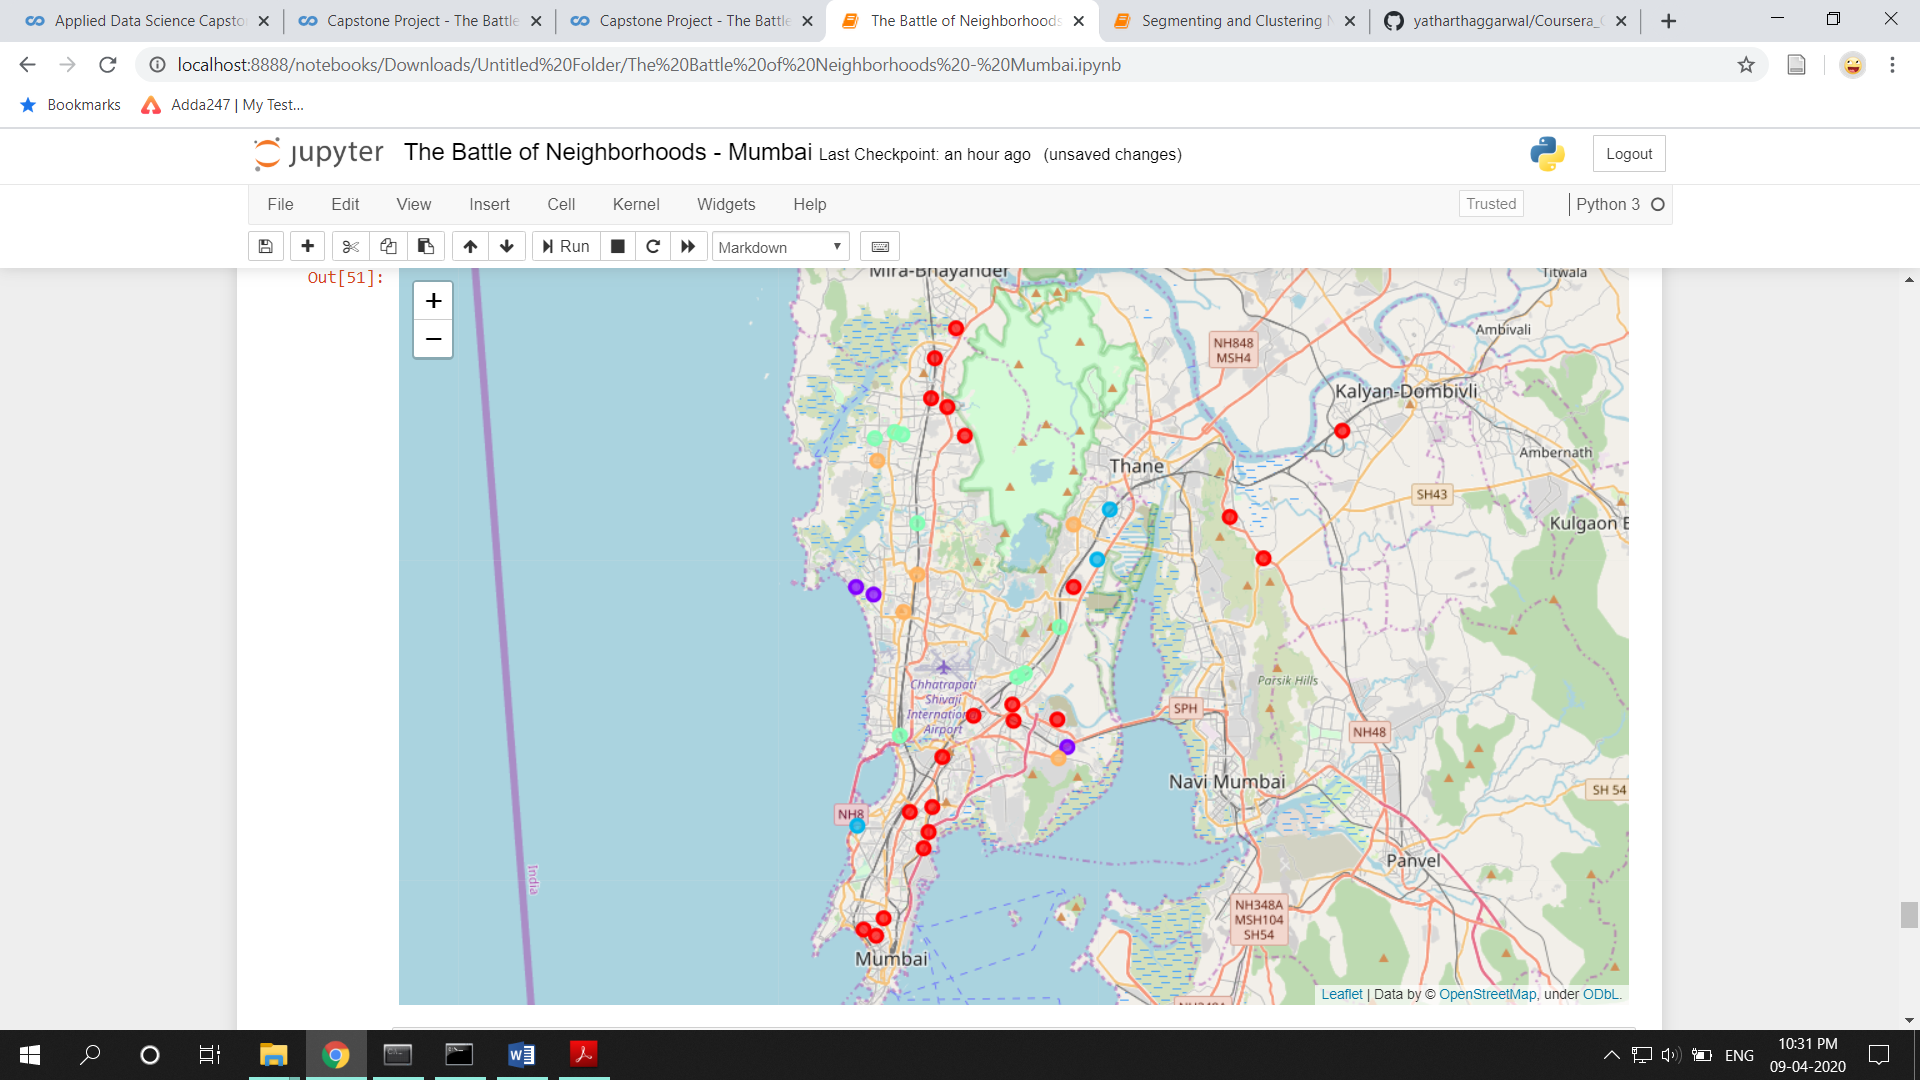 Applied Data Science Capsto
Capstone Project - The Battle
Capstone Project - The Battle
The Battle of Neighborhoods
Segmenting and Clustering N
yatharthaggarwal/Coursera_
localhost:8888/notebooks/Downloads/Untitled%20Folder/The%20Battle%20of%20Neighborhoods%20-%20Mumbai.ipynb
Bookmarks
Adda247 | My Test...
jupyter
The Battle of Neighborhoods - Mumbai
Last Checkpoint: an hour ago (unsaved changes)
Logout
File
Edit
View
Insert
Cell
Kernel
Widgets
Help
Trusted
Python 3
Run
Markdown
Out[51]:
+
−
Mira-Bhayander
Titwala
Ambivali
NH848
MSH4
Kalyan-Dombivli
Ambernath
Thane
SH43
Kulgaon B
Parsik Hills
Chhatrapati
Shivaji
Internation
Airport
SPH
NH48
Navi Mumbai
SH 54
NH8
Panvel
India
NH348A
MSH104
SH54
Mumbai
Leaflet | Data by © OpenStreetMap, under ODbL.
ENG
10:31 PM
09-04-2020